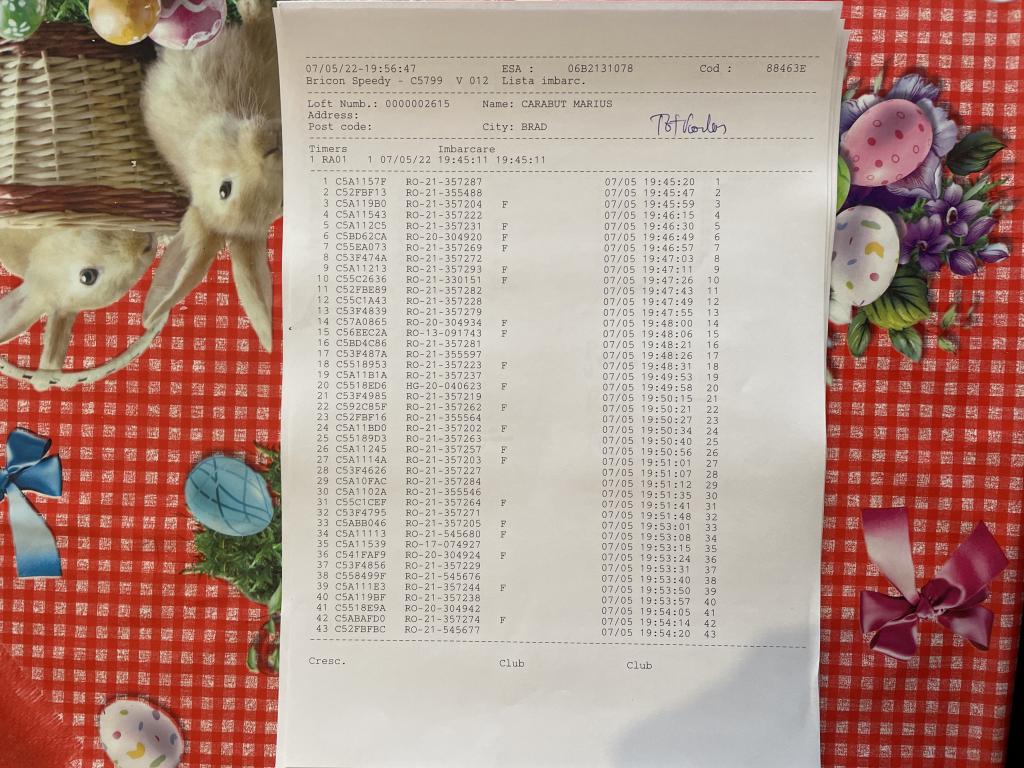 07/05/22-19:56:47 ESA : 06B2131078 Cod : 88463E
Bricon Speedy - C5799 V 012 Lista imbarc.
Loft Numb.: 0000002615 Name: CARABUT MARIUS
Address:
Post code: City: BRAD
Timers Imbarcare
1 RA01 1 07/05/22 19:45:11 19:45:11
1 C5A1157F RO-21-357287 07/05 19:45:20 1
2 C52FBF13 RO-21-355488 07/05 19:45:47 2
3 C5A119B0 RO-21-357204 F 07/05 19:45:59 3
4 C5A11543 RO-21-357222 07/05 19:46:15 4
5 C5A112C5 RO-21-357231 F 07/05 19:46:30 5
6 C5BD62CA RO-20-304920 F 07/05 19:46:49 6
7 C55EA073 RO-21-357269 F 07/05 19:46:57 7
8 C53F474A RO-21-357272 07/05 19:47:03 8
9 C5A11213 RO-21-357293 F 07/05 19:47:11 9
10 C55C2636 RO-21-330151 F 07/05 19:47:26 10
11 C52FBE89 RO-21-357282 07/05 19:47:43 11
12 C55C1A43 RO-21-357228 07/05 19:47:49 12
13 C53F4839 RO-21-357279 07/05 19:47:55 13
14 C57A0865 RO-20-304934 F 07/05 19:48:00 14
15 C56EEC2A RO-13-091743 F 07/05 19:48:06 15
16 C5BD4C86 RO-21-357281 07/05 19:48:21 16
17 C53F487A RO-21-355597 07/05 19:48:26 17
18 C5518953 RO-21-357223 F 07/05 19:48:31 18
19 C5A11B1A RO-21-357237 07/05 19:49:53 19
20 C5518ED6 HG-20-040623 F 07/05 19:49:58 20
21 C53F4985 RO-21-357219 07/05 19:50:15 21
22 C592C85F RO-21-357262 F 07/05 19:50:21 22
23 C52FBF16 RO-21-355564 07/05 19:50:27 23
24 C5A11BD0 RO-21-357202 F 07/05 19:50:34 24
25 C55189D3 RO-21-357263 07/05 19:50:40 25
26 C5A11245 RO-21-357257 F 07/05 19:50:56 26
27 C5A1114A RO-21-357203 F 07/05 19:51:01 27
28 C53F4626 RO-21-357227 07/05 19:51:07 28
29 C5A10FAC RO-21-357284 07/05 19:51:12 29
30 C5A1102A RO-21-355546 07/05 19:51:35 30
31 C55C1CEF RO-21-357264 F 07/05 19:51:41 31
32 C53F4795 RO-21-357271 07/05 19:51:48 32
33 C5ABB046 RO-21-357205 F 07/05 19:53:01 33
34 C5A11113 RO-21-545680 F 07/05 19:53:08 34
35 C5A11539 RO-17-074927 07/05 19:53:15 35
36 C541FAF9 RO-20-304924 F 07/05 19:53:24 36
37 C53F4856 RO-21-357229 07/05 19:53:31 37
38 C558499F RO-21-545676 07/05 19:53:40 38
39 C5A111E3 RO-21-357244 F 07/05 19:53:50 39
40 C5A119BF RO-21-357238 07/05 19:53:57 40
41 C5518E9A RO-20-304942 07/05 19:54:05 41
42 C5ABAFD0 RO-21-357274 F 07/05 19:54:14 42
43 C52FBFBC RO-21-545677 07/05 19:54:20 43
Cresc. Club Club